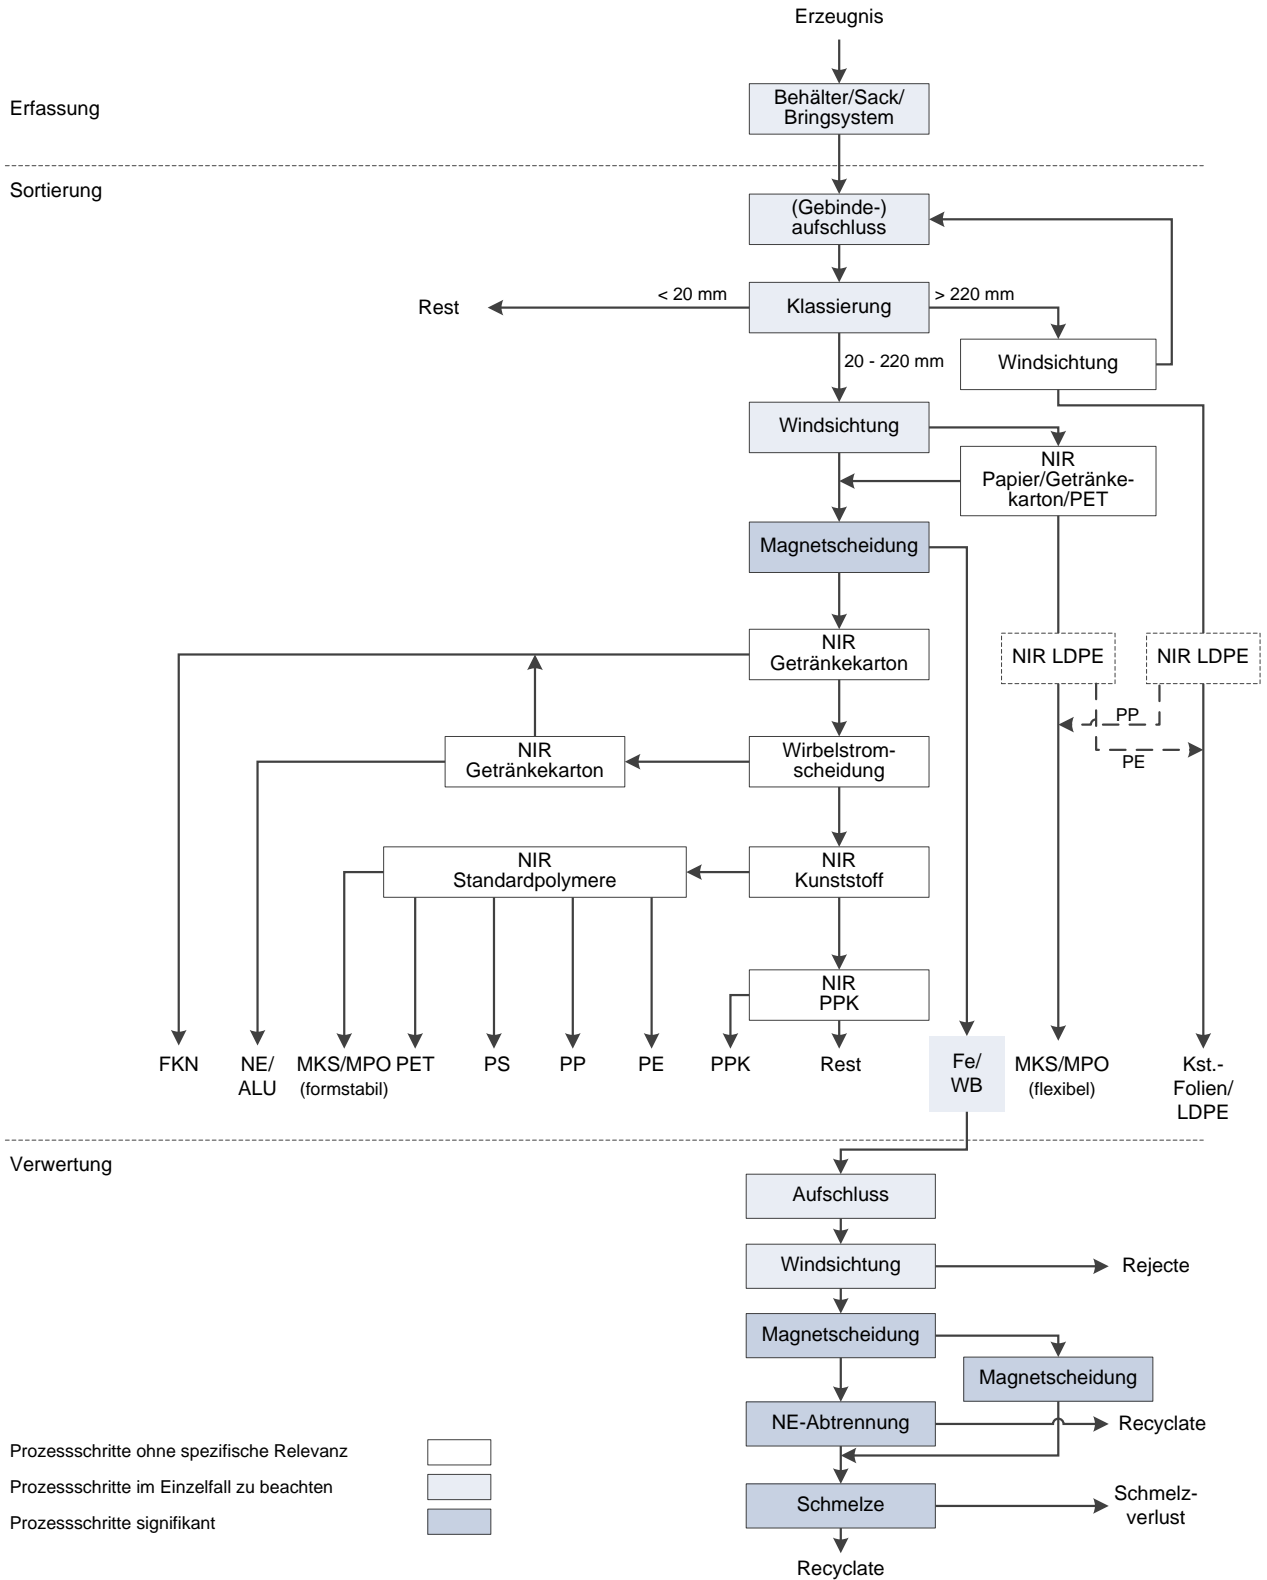 Erzeugnis
Erfassung
Behälter/Sack/
Bringsystem
Sortierung
(Gebinde-)
aufschluss
Rest
< 20 mm
Klassierung
> 220 mm
20 - 220 mm
Windsichtung
Windsichtung
NIR
Papier/Getränke-
karton/PET
Magnetscheidung
NIR
Getränkekarton
NIR LDPE
NIR LDPE
PP
PE
NIR
Getränkekarton
Wirbelstrom-
scheidung
NIR
Standardpolymere
NIR
Kunststoff
NIR
PPK
FKN
NE/
ALU
MKS/MPO
(formstabil)
PET
PS
PP
PE
PPK
Rest
Fe/
WB
MKS/MPO
(flexibel)
Kst.-
Folien/
LDPE
Verwertung
Aufschluss
Windsichtung
Rejecte
Magnetscheidung
Magnetscheidung
NE-Abtrennung
Recyclate
Schmelze
Schmelz-
verlust
Recyclate
Prozessschritte ohne spezifische Relevanz
Prozessschritte im Einzelfall zu beachten
Prozessschritte signifikant